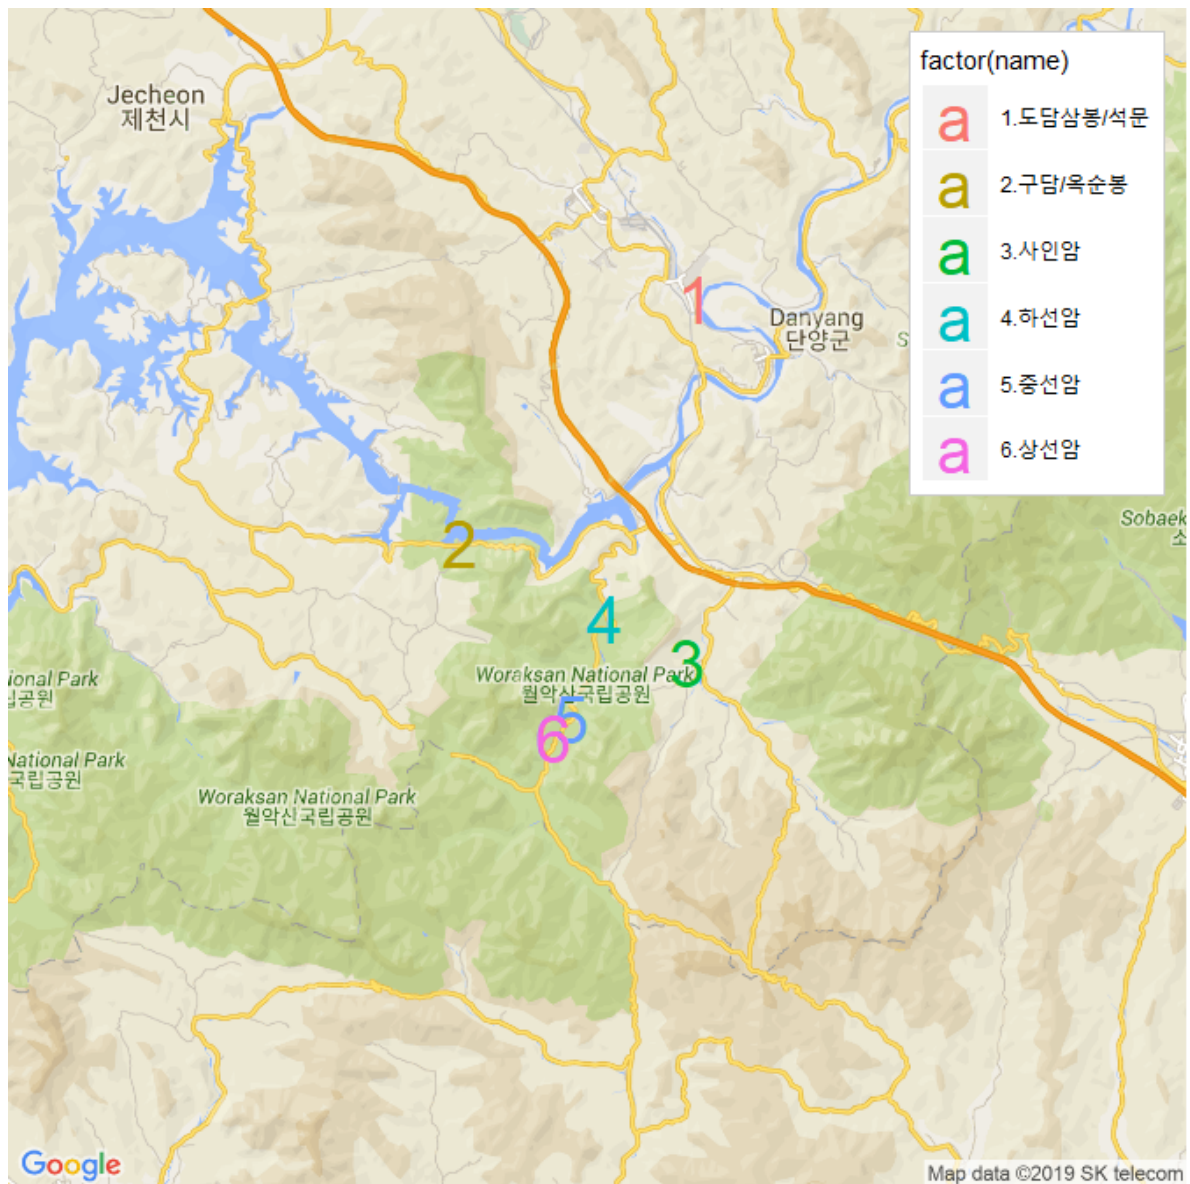 factor(name)
a 1.도담삼봉/석문
a 2.구담/옥순봉
a 3.사인암
a 4.하선암
a 5.중선암
a 6.상선암
Jecheon
제천시
1
Danyang
단양군
S
Sobaek
소
2
4
3
Woraksan National Park
월악산국립공원
5
6
ional Park
립공원
National Park
국립공원
Woraksan National Park
월악산국립공원
Google
Map data ©2019 SK telecom